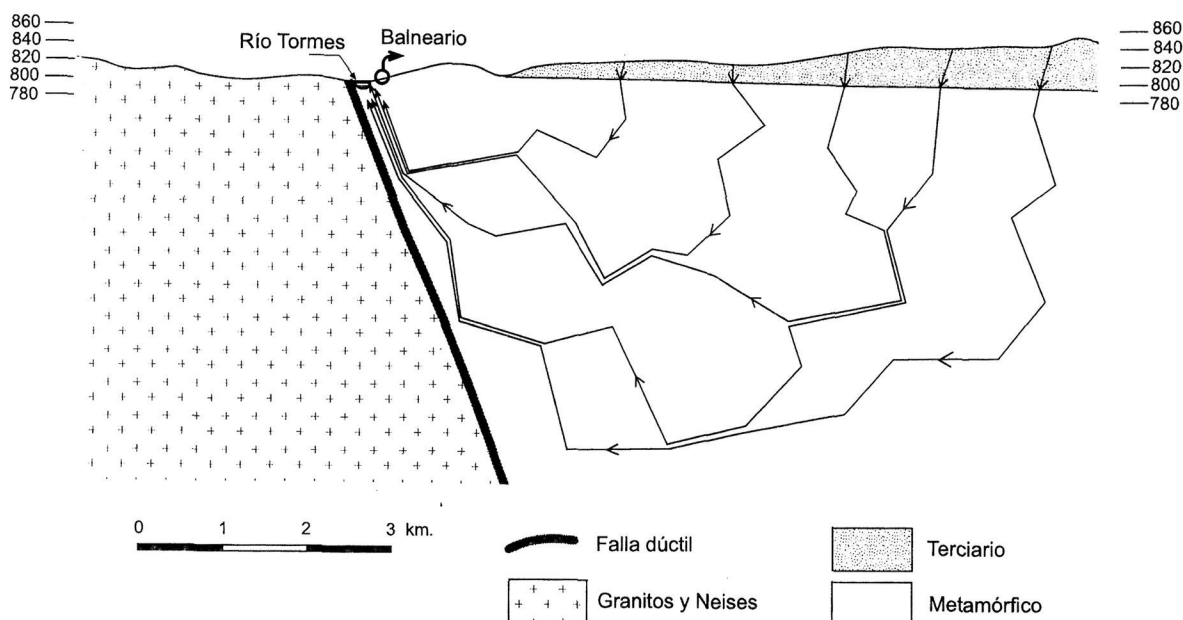 860
840
820
800
780
Río Tormes
Balneario
860
840
820
800
780
0 1 2 3 km.
Falla dúctil
Terciario
Granitos y Neises
Metamórfico